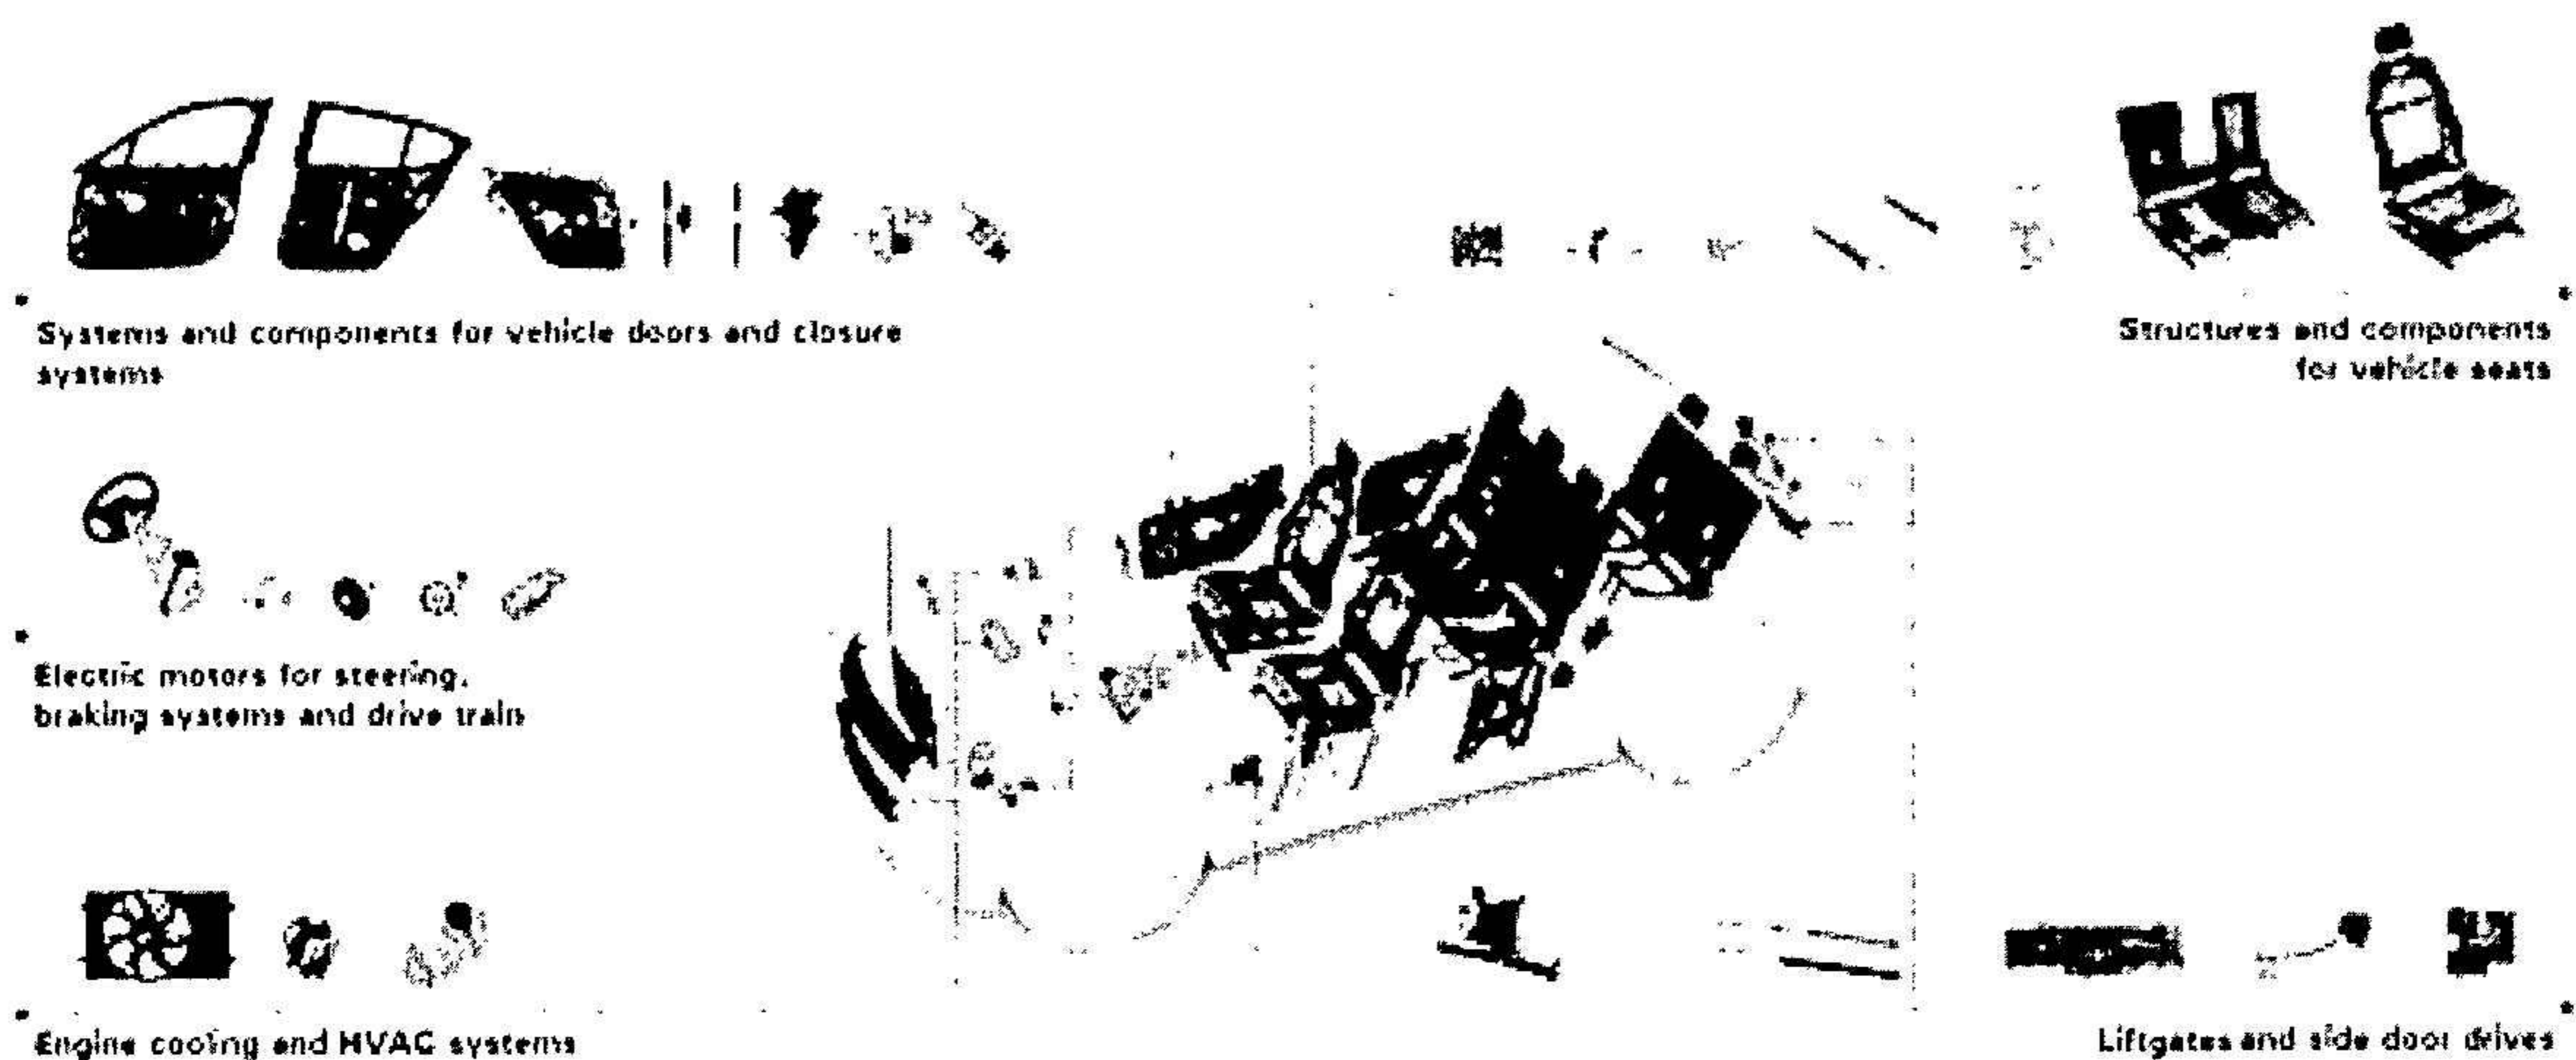 Systems and components for vehicle doors and closure
systems
Structures and components
for vehicle seats
Electric motors for steering,
braking systems and drive train
Engine cooling and HVAC systems
Liftgates and side door drives